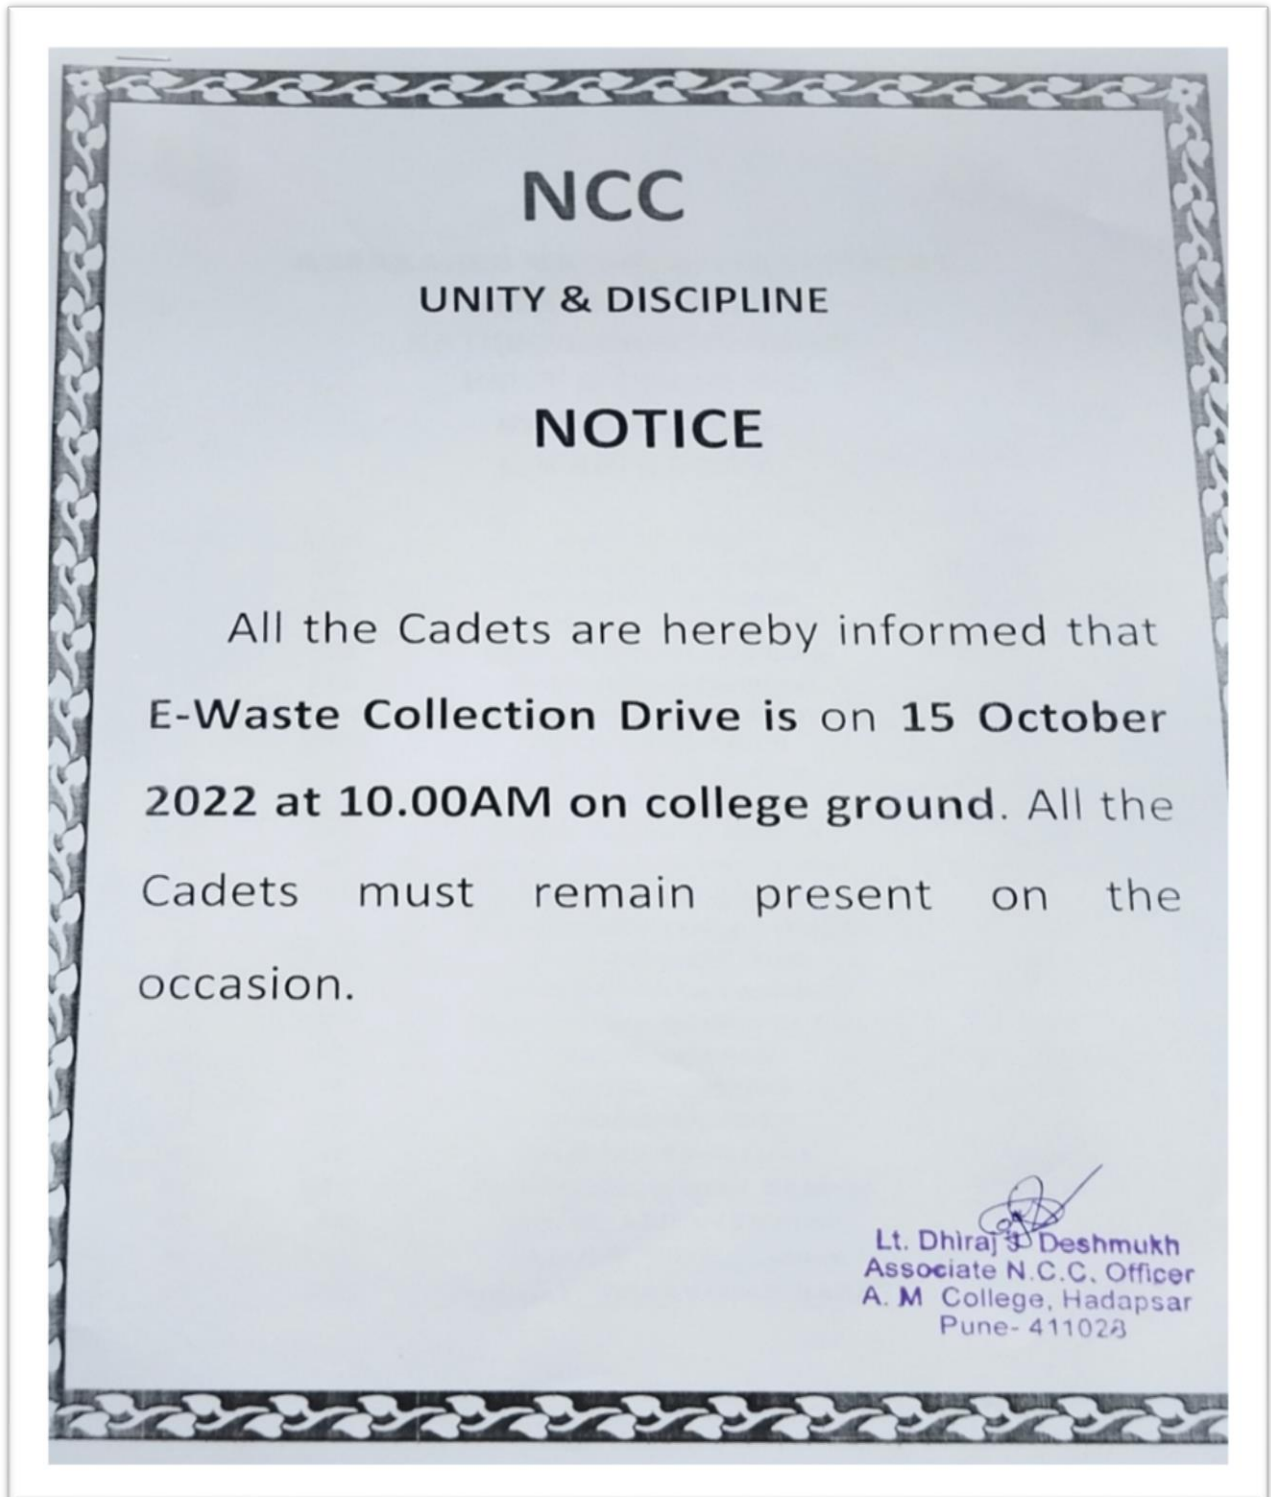 NCC
UNITY & DISCIPLINE
NOTICE
All the Cadets are hereby informed that
E-Waste Collection Drive is on 15 October
2022 at 10.00AM on college ground. All the
Cadets must remain present on the
occasion.
Lt. Dhiraj J Deshmukh
Associate N.C.C. Officer
A. M College, Hadapsar
Pune- 411028